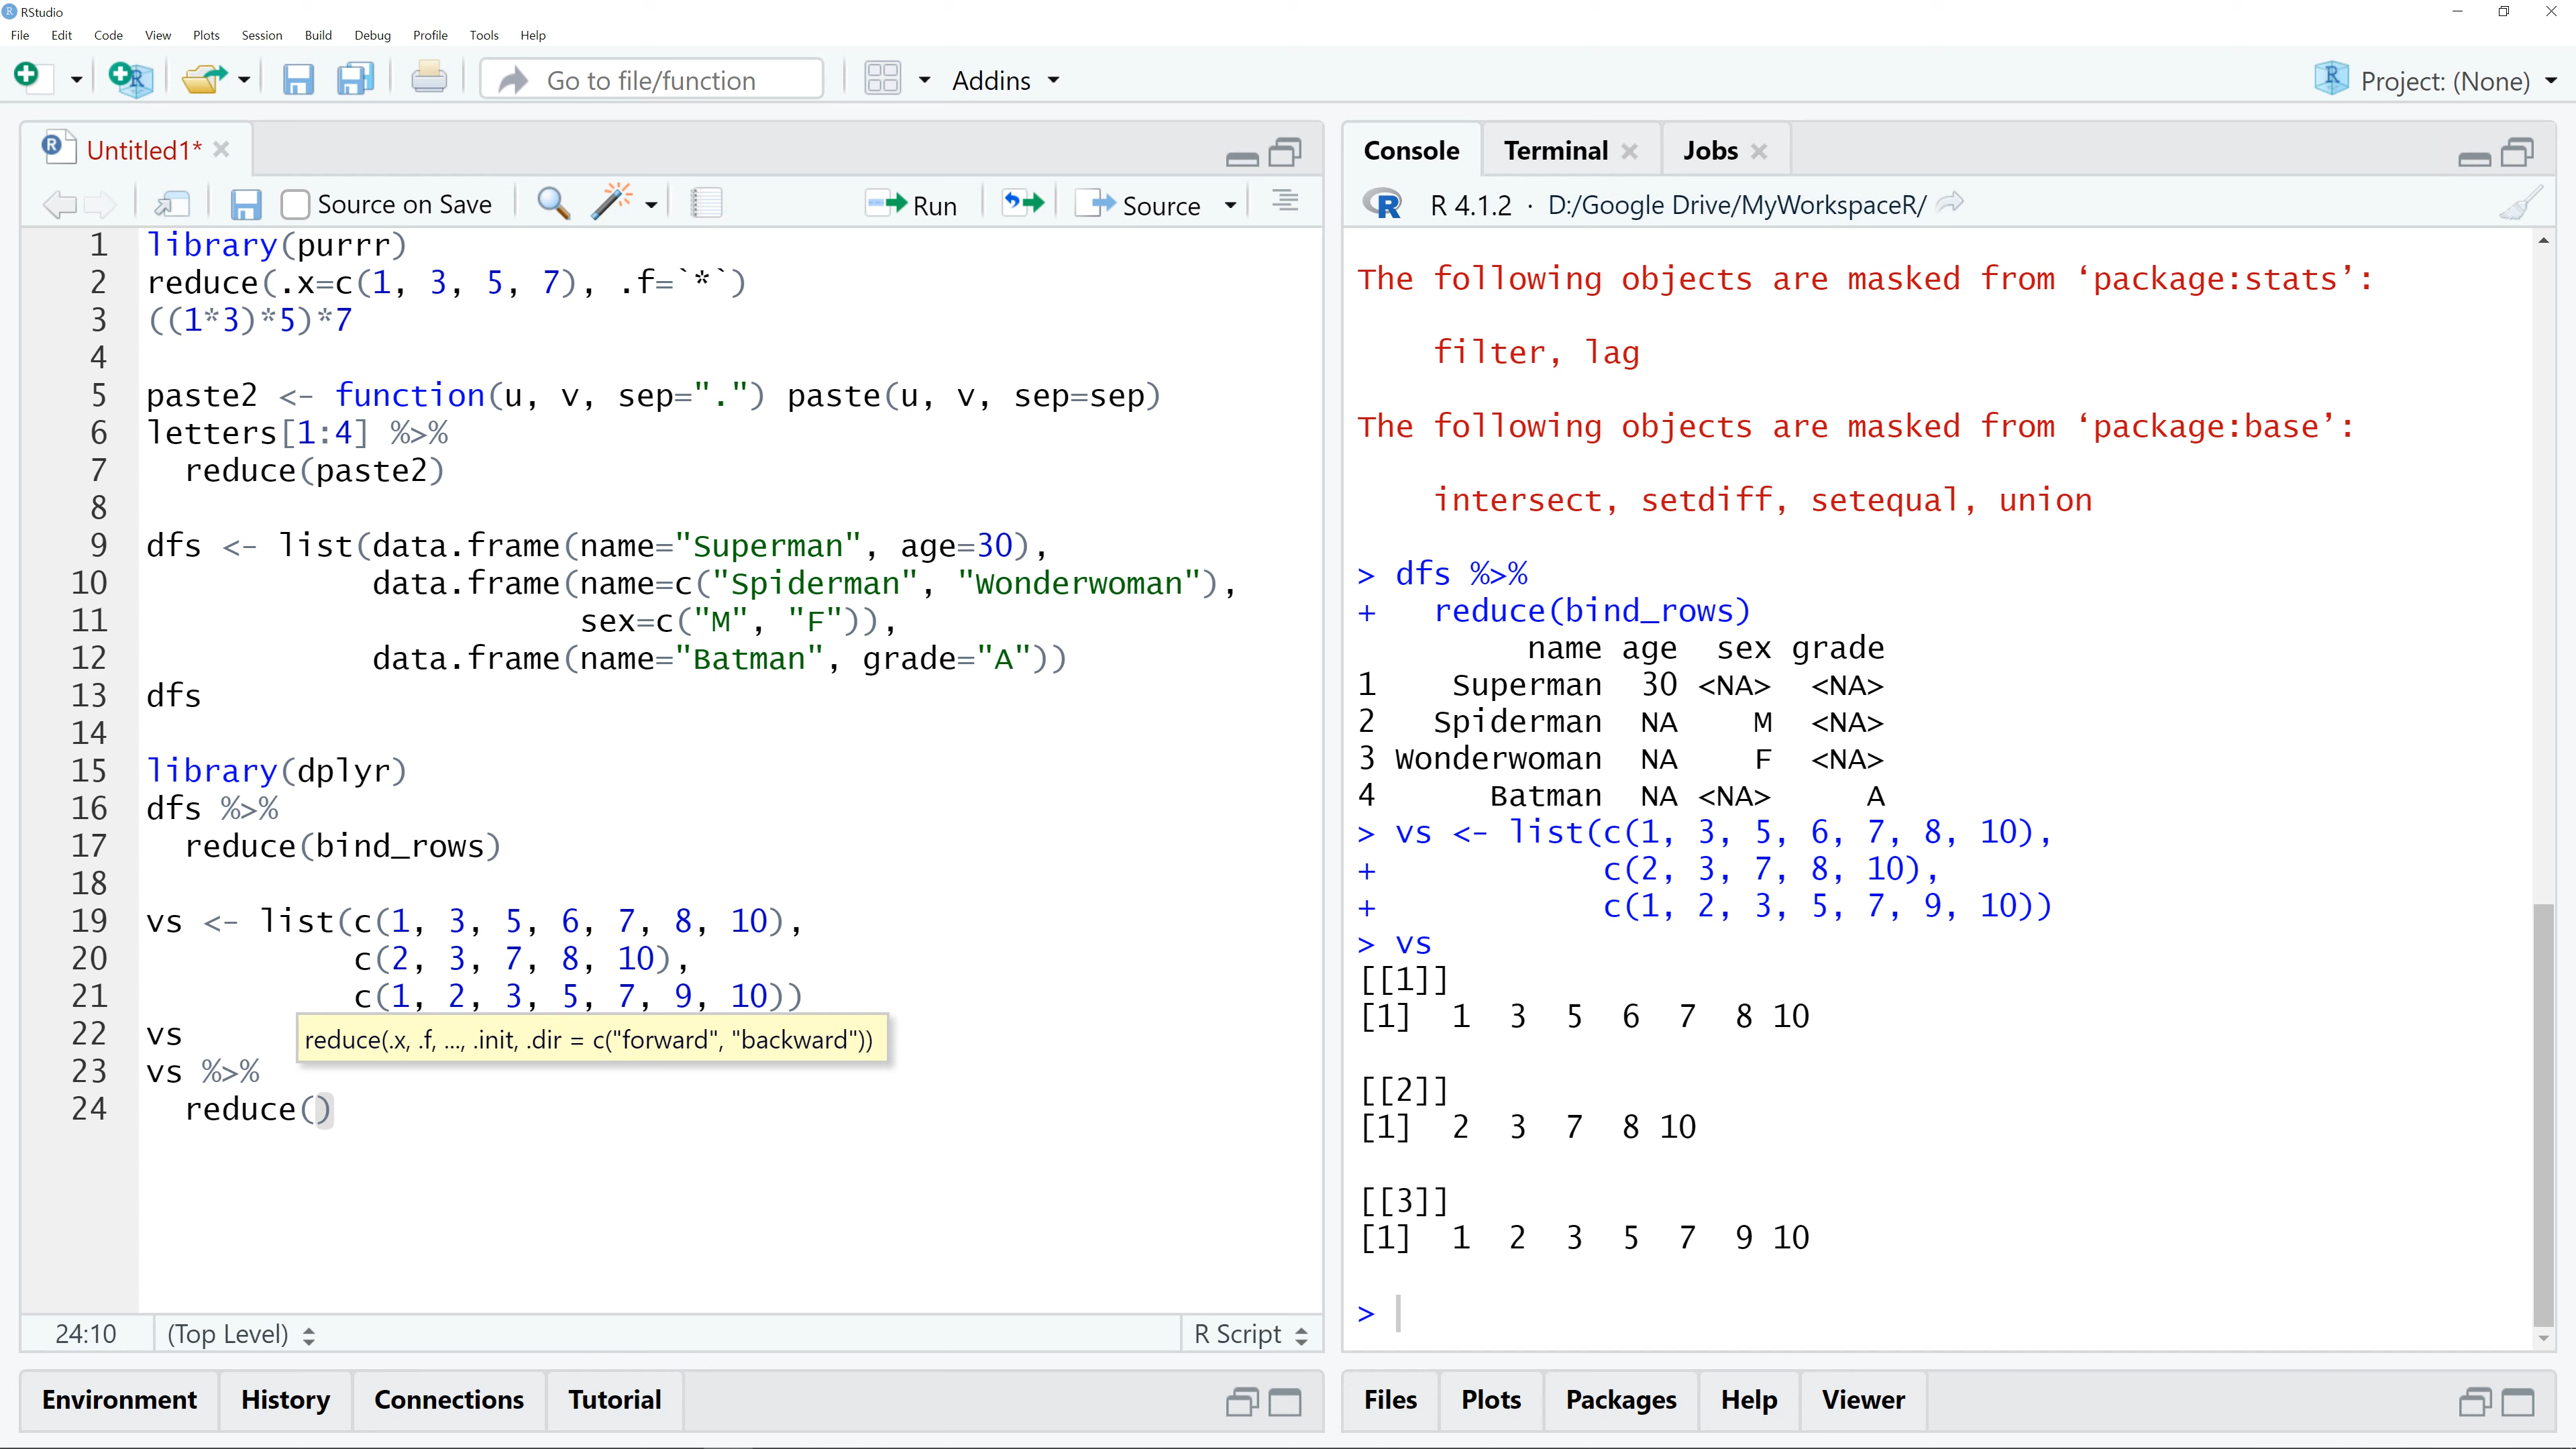 RStudio
File Edit Code View Plots Session Build Debug Profile Tools Help
Go to file/function Addins Project: (None)
Untitled1*
Source on Save Run Source
1 library(purrr)
2 reduce(.x=c(1, 3, 5, 7), .f=`*`)
3 ((1*3)*5)*7
4
5 paste2 <- function(u, v, sep=".") paste(u, v, sep=sep)
6 letters[1:4] %>%
7   reduce(paste2)
8
9 dfs <- list(data.frame(name="Superman", age=30),
10             data.frame(name=c("Spiderman", "Wonderwoman"),
11                        sex=c("M", "F")),
12             data.frame(name="Batman", grade="A"))
13 dfs
14
15 library(dplyr)
16 dfs %>%
17   reduce(bind_rows)
18
19 vs <- list(c(1, 3, 5, 6, 7, 8, 10),
20            c(2, 3, 7, 8, 10),
21            c(1, 2, 3, 5, 7, 9, 10))
22 vs
reduce(.x, .f, ..., .init, .dir = c("forward", "backward"))
23 vs %>%
24   reduce()
24:10 (Top Level) R Script
Environment History Connections Tutorial
Console Terminal Jobs
R 4.1.2 · D:/Google Drive/MyWorkspaceR/
The following objects are masked from ‘package:stats’:
    filter, lag
The following objects are masked from ‘package:base’:
    intersect, setdiff, setequal, union
> dfs %>%
+   reduce(bind_rows)
         name age  sex grade
1    Superman  30 <NA>  <NA>
2   Spiderman  NA    M  <NA>
3 Wonderwoman  NA    F  <NA>
4      Batman  NA <NA>     A
> vs <- list(c(1, 3, 5, 6, 7, 8, 10),
+            c(2, 3, 7, 8, 10),
+            c(1, 2, 3, 5, 7, 9, 10))
> vs
[[1]]
[1]  1  3  5  6  7  8 10
[[2]]
[1]  2  3  7  8 10
[[3]]
[1]  1  2  3  5  7  9 10
>
Files Plots Packages Help Viewer